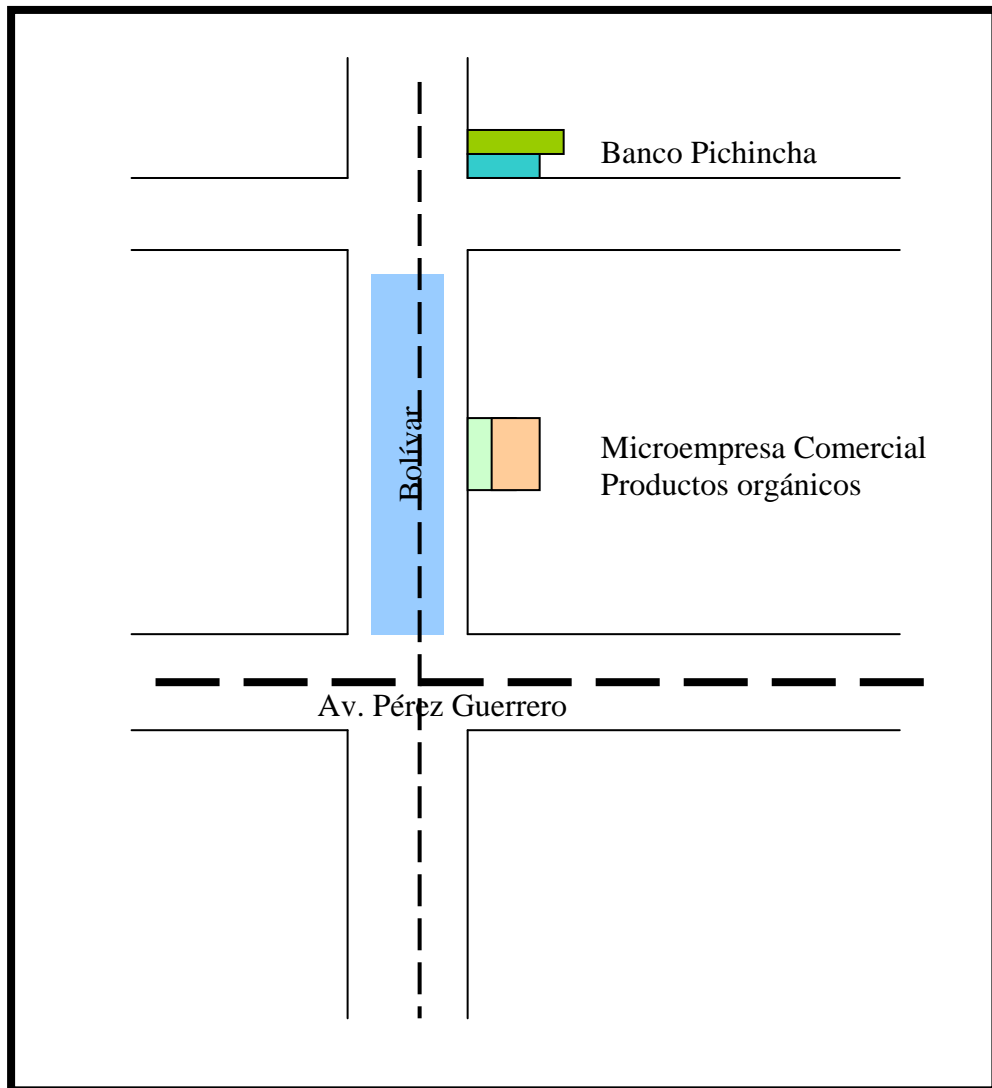 Banco Pichincha
Bolívar
Microempresa Comercial
Productos orgánicos
Av. Pérez Guerrero